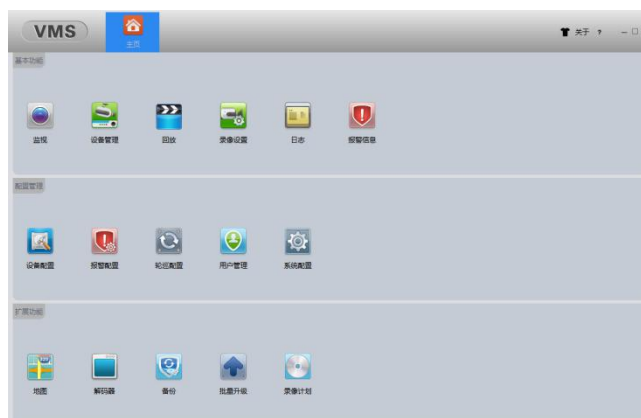 VMS
主页
关于 ?
基本功能
监视 设备管理 回放 录像设置 日志 报警信息
配置管理
设备配置 报警配置 轮巡配置 用户管理 系统配置
扩展功能
地图 解码器 备份 批量升级 录像计划